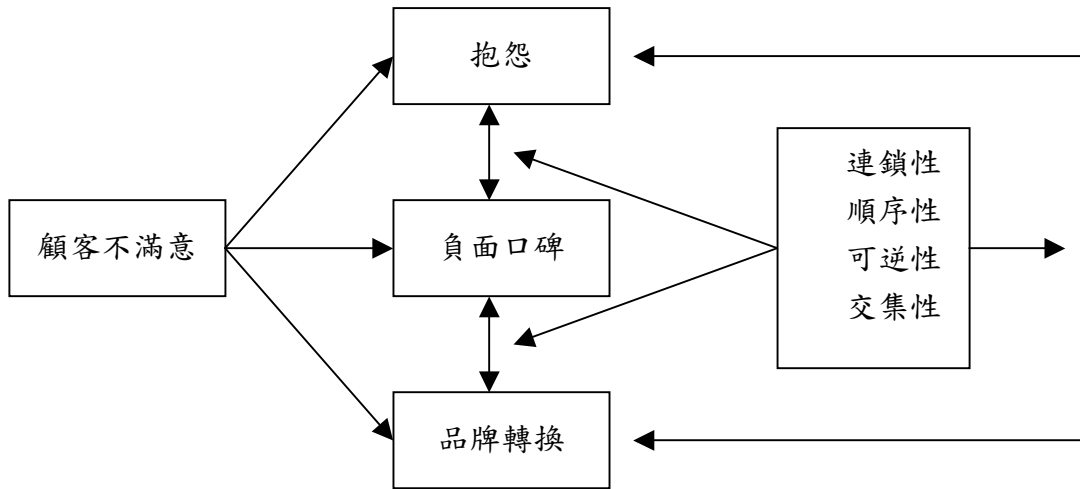 抱怨
顧客不滿意
負面口碑
品牌轉換
連鎖性
順序性
可逆性
交集性